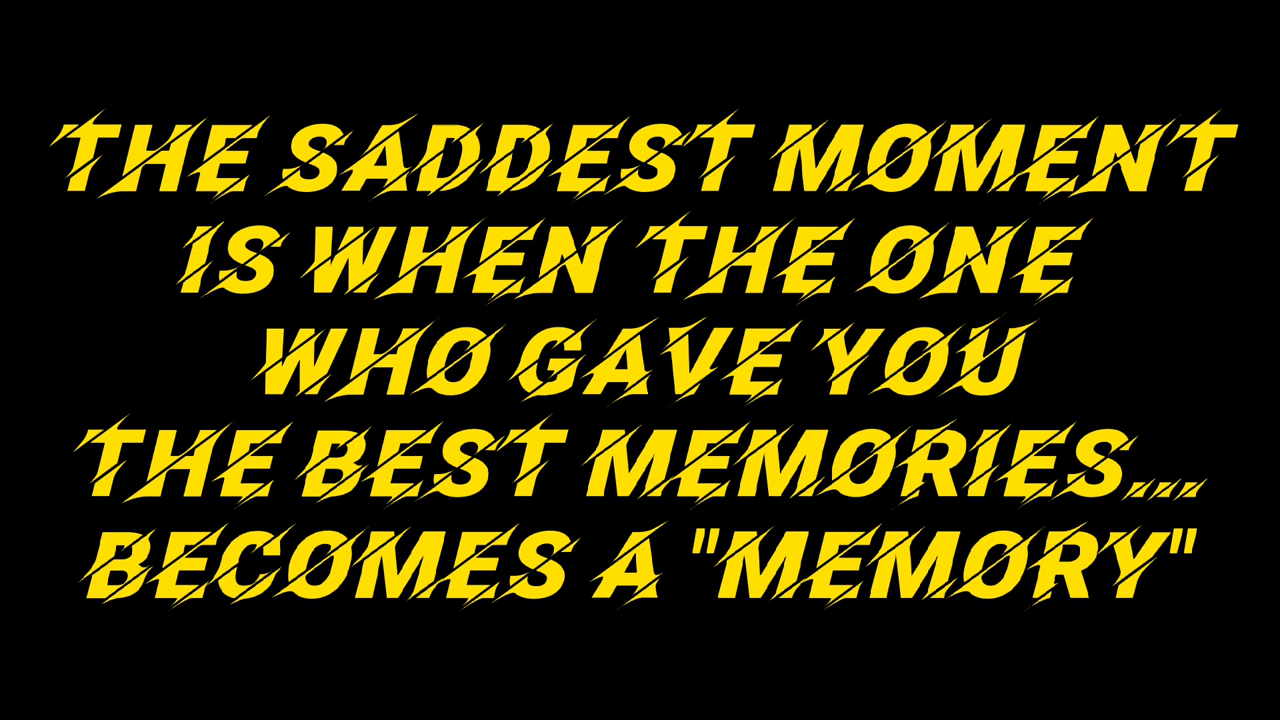 THE SADDEST MOMENT
IS WHEN THE ONE
WHO GAVE YOU
THE BEST MEMORIES...
BECOMES A "MEMORY"